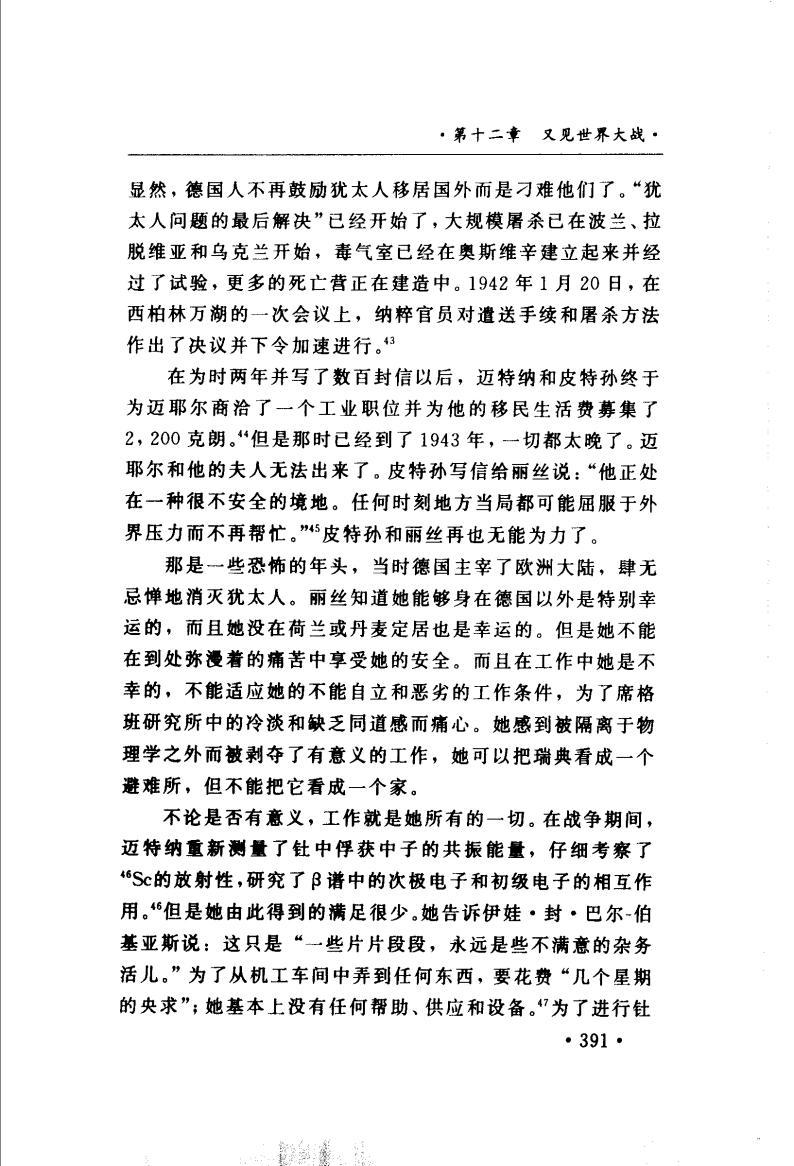 ·第十二章 又见世界大战·
显然，德国人不再鼓励犹太人移居国外而是刁难他们了。“犹
太人问题的最后解决”已经开始了，大规模屠杀已在波兰、拉
脱维亚和乌克兰开始，毒气室已经在奥斯维辛建立起来并经
过了试验，更多的死亡营正在建造中。1942 年 1 月 20 日，在
西柏林万湖的一次会议上，纳粹官员对遣送手续和屠杀方法
作出了决议并下令加速进行。⁴³
在为时两年并写了数百封信以后，迈特纳和皮特孙终于
为迈耶尔商洽了一个工业职位并为他的移民生活费募集了
2，200 克朗。⁴⁴但是那时已经到了 1943 年，一切都太晚了。迈
耶尔和他的夫人无法出来了。皮特孙写信给丽丝说：“他正处
在一种很不安全的境地。任何时刻地方当局都可能屈服于外
界压力而不再帮忙。”⁴⁵皮特孙和丽丝再也无能为力了。
那是一些恐怖的年头，当时德国主宰了欧洲大陆，肆无
忌惮地消灭犹太人。丽丝知道她能够身在德国以外是特别幸
运的，而且她没在荷兰或丹麦定居也是幸运的。但是她不能
在到处弥漫着的痛苦中享受她的安全。而且在工作中她是不
幸的，不能适应她的不能自立和恶劣的工作条件，为了席格
班研究所中的冷淡和缺乏同道感而痛心。她感到被隔离于物
理学之外而被剥夺了有意义的工作，她可以把瑞典看成一个
避难所，但不能把它看成一个家。
不论是否有意义，工作就是她所有的一切。在战争期间，
迈特纳重新测量了钍中俘获中子的共振能量，仔细考察了
⁴⁶Sc的放射性，研究了β谱中的次极电子和初级电子的相互作
用。⁴⁶但是她由此得到的满足很少。她告诉伊娃·封·巴尔-伯
基亚斯说：这只是“一些片片段段，永远是些不满意的杂务
活儿。”为了从机工车间中弄到任何东西，要花费“几个星期
的央求”；她基本上没有任何帮助、供应和设备。⁴⁷为了进行钍
·391·